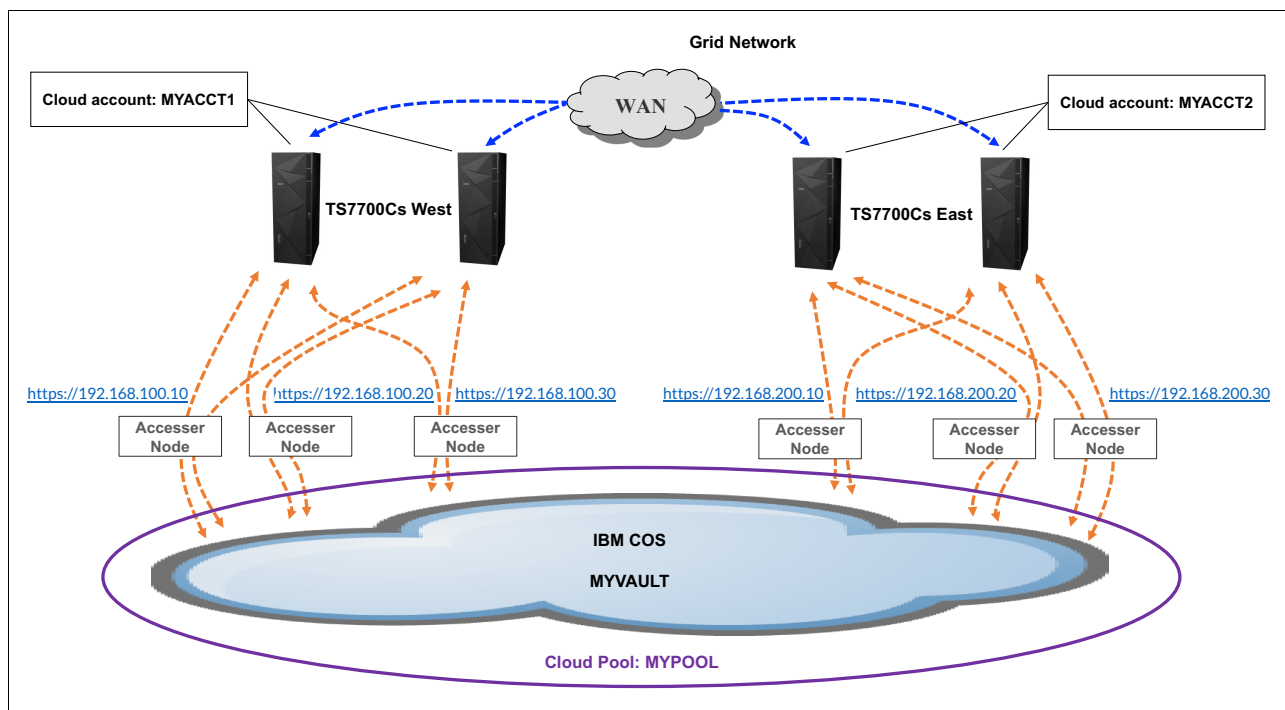 Grid Network
Cloud account: MYACCT1
WAN
Cloud account: MYACCT2
TS7700Cs West
TS7700Cs East
https://192.168.100.10
https://192.168.100.20
https://192.168.100.30
https://192.168.200.10
https://192.168.200.20
https://192.168.200.30
Accesser
Node
Accesser
Node
Accesser
Node
Accesser
Node
Accesser
Node
Accesser
Node
IBM COS
MYVAULT
Cloud Pool: MYPOOL